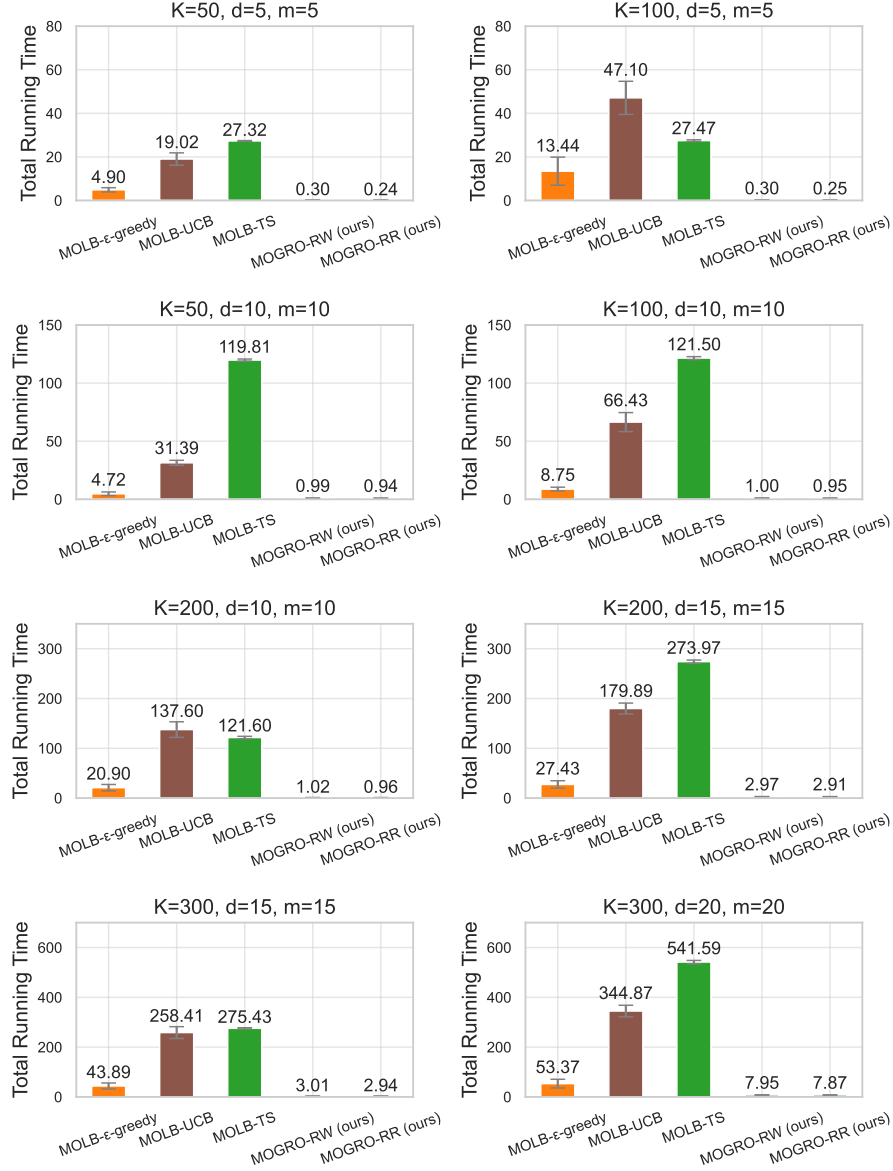 K=50, d=5, m=5
Total Running Time
80
60
40
20
0
4.90
19.02
27.32
0.30
0.24
MOLB-ε-greedy
MOLB-UCB
MOLB-TS
MOGRO-RW (ours)
MOGRO-RR (ours)
K=100, d=5, m=5
Total Running Time
80
60
40
20
0
13.44
47.10
27.47
0.30
0.25
MOLB-ε-greedy
MOLB-UCB
MOLB-TS
MOGRO-RW (ours)
MOGRO-RR (ours)
K=50, d=10, m=10
Total Running Time
150
100
50
0
4.72
31.39
119.81
0.99
0.94
MOLB-ε-greedy
MOLB-UCB
MOLB-TS
MOGRO-RW (ours)
MOGRO-RR (ours)
K=100, d=10, m=10
Total Running Time
150
100
50
0
8.75
66.43
121.50
1.00
0.95
MOLB-ε-greedy
MOLB-UCB
MOLB-TS
MOGRO-RW (ours)
MOGRO-RR (ours)
K=200, d=10, m=10
Total Running Time
300
200
100
0
20.90
137.60
121.60
1.02
0.96
MOLB-ε-greedy
MOLB-UCB
MOLB-TS
MOGRO-RW (ours)
MOGRO-RR (ours)
K=200, d=15, m=15
Total Running Time
300
200
100
0
27.43
179.89
273.97
2.97
2.91
MOLB-ε-greedy
MOLB-UCB
MOLB-TS
MOGRO-RW (ours)
MOGRO-RR (ours)
K=300, d=15, m=15
Total Running Time
600
400
200
0
43.89
258.41
275.43
3.01
2.94
MOLB-ε-greedy
MOLB-UCB
MOLB-TS
MOGRO-RW (ours)
MOGRO-RR (ours)
K=300, d=20, m=20
Total Running Time
600
400
200
0
53.37
344.87
541.59
7.95
7.87
MOLB-ε-greedy
MOLB-UCB
MOLB-TS
MOGRO-RW (ours)
MOGRO-RR (ours)